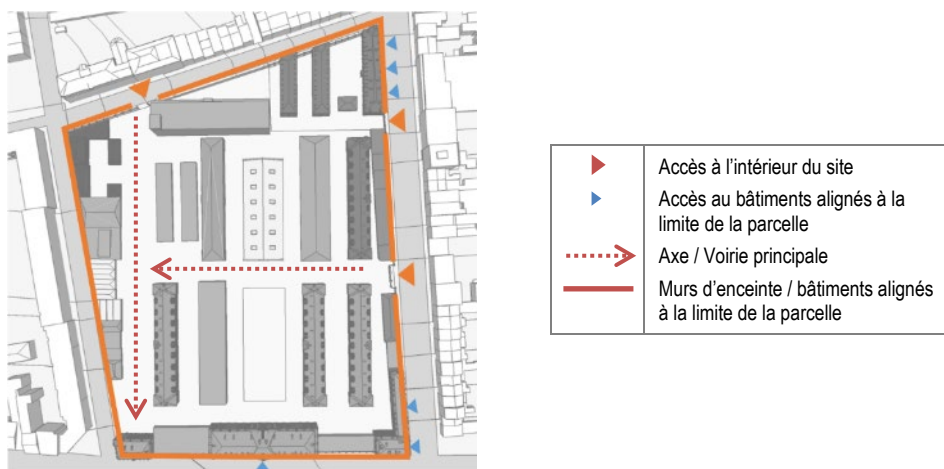 Accès à l'intérieur du site
Accès au bâtiments alignés à la
limite de la parcelle
Axe / Voirie principale
Murs d'enceinte / bâtiments alignés
à la limite de la parcelle